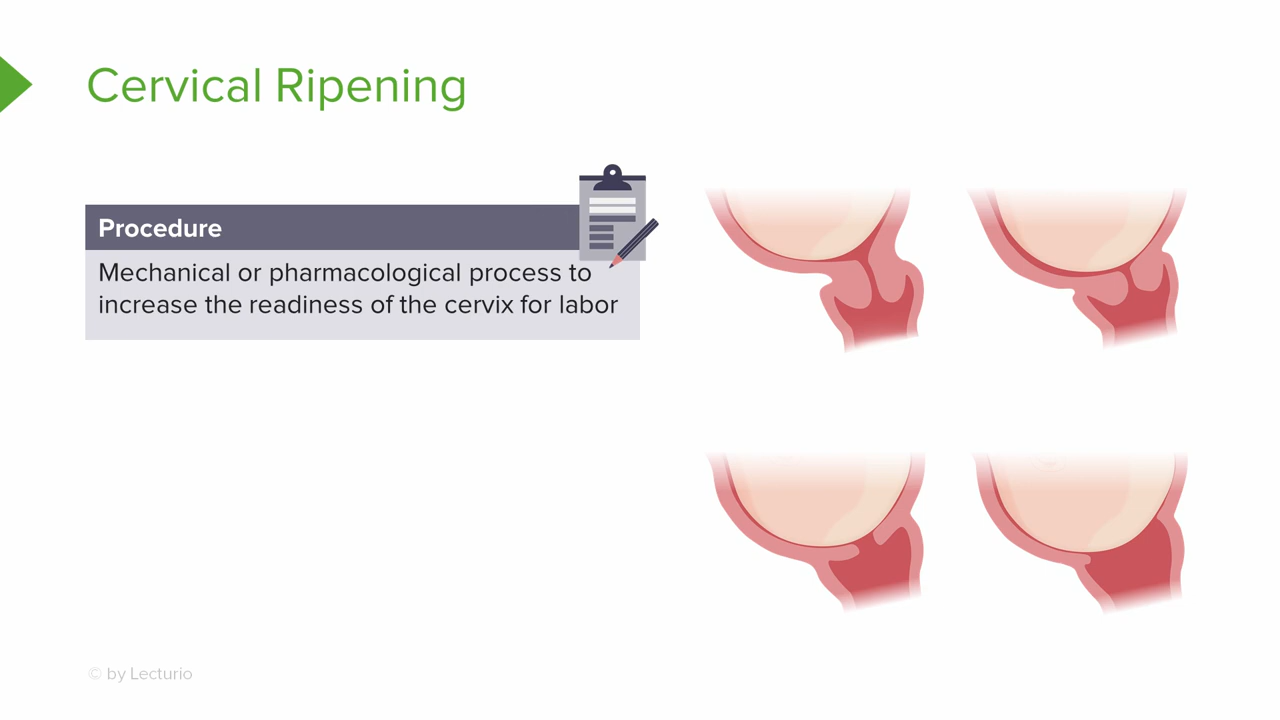 Cervical Ripening
Procedure
Mechanical or pharmacological process to
increase the readiness of the cervix for labor
© by Lecturio